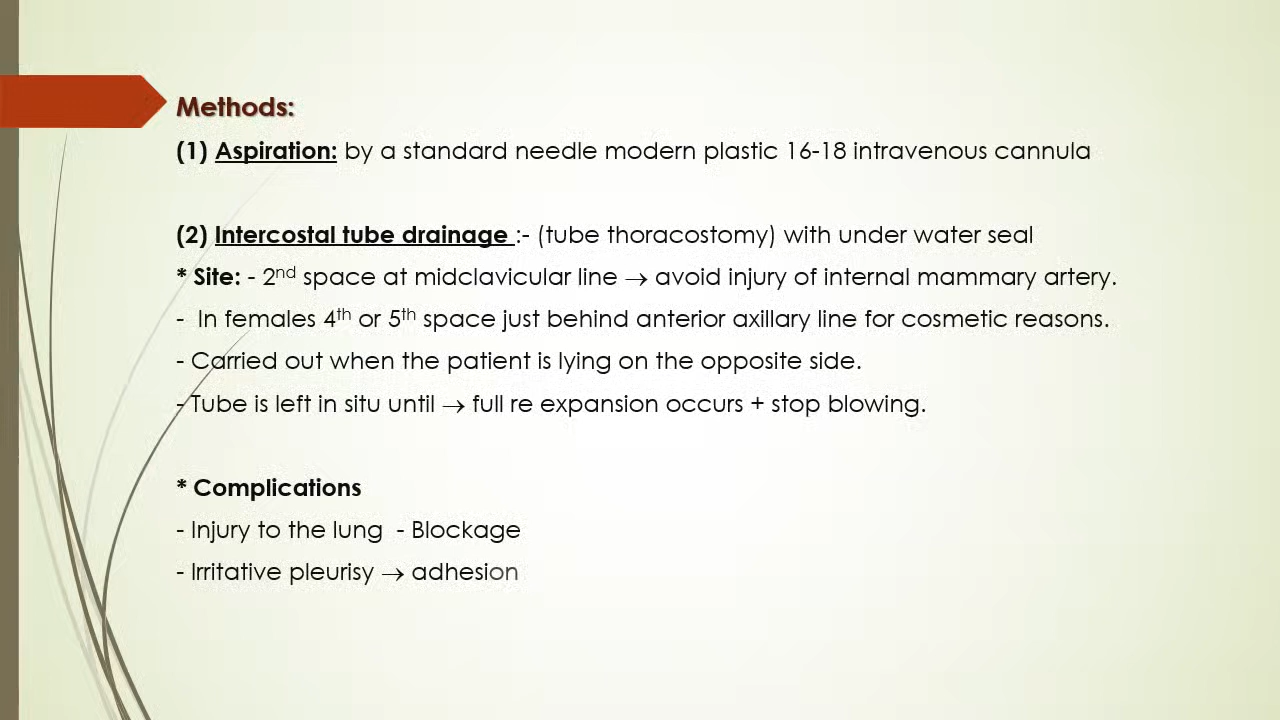 Methods:
(1) Aspiration: by a standard needle modern plastic 16-18 intravenous cannula
(2) Intercostal tube drainage :- (tube thoracostomy) with under water seal
* Site: - 2nd space at midclavicular line → avoid injury of internal mammary artery.
- In females 4th or 5th space just behind anterior axillary line for cosmetic reasons.
- Carried out when the patient is lying on the opposite side.
- Tube is left in situ until → full re expansion occurs + stop blowing.
* Complications
- Injury to the lung - Blockage
- Irritative pleurisy → adhesion